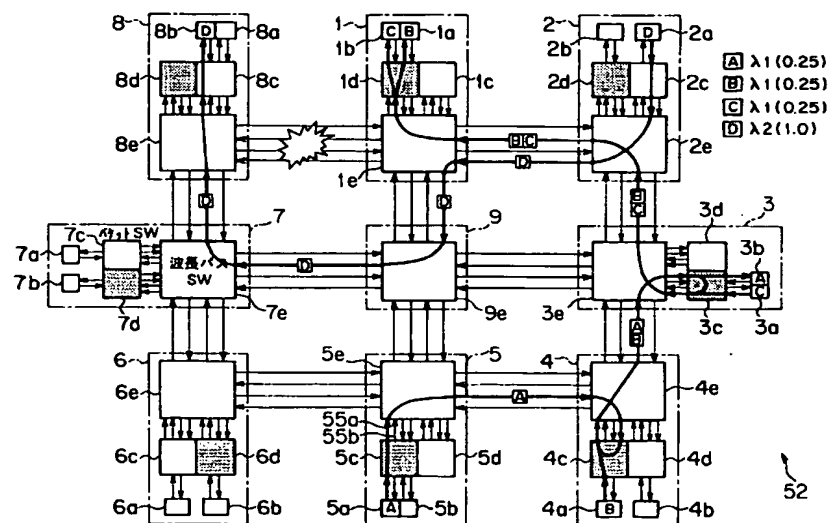 8
8b
D
8a
8d
8c
8e
1
C
B
1b
1a
1d
1c
1e
2
2b
D
2a
2d
2c
2e
A λ1(0.25)
B λ1(0.25)
C λ1(0.25)
D λ2(1.0)
B C
D
D
D
B
C
7
7c
パケットSW
7a
7b
7d
波長パス
SW
7e
D
9
9e
3
3d
3b
A
C
3a
3c
3e
A
B
6
6e
6c
6d
6a
6b
5e
5
55a
55b
5c
5d
5a
A
5b
A
4
4e
4c
4d
4a
B
4b
52